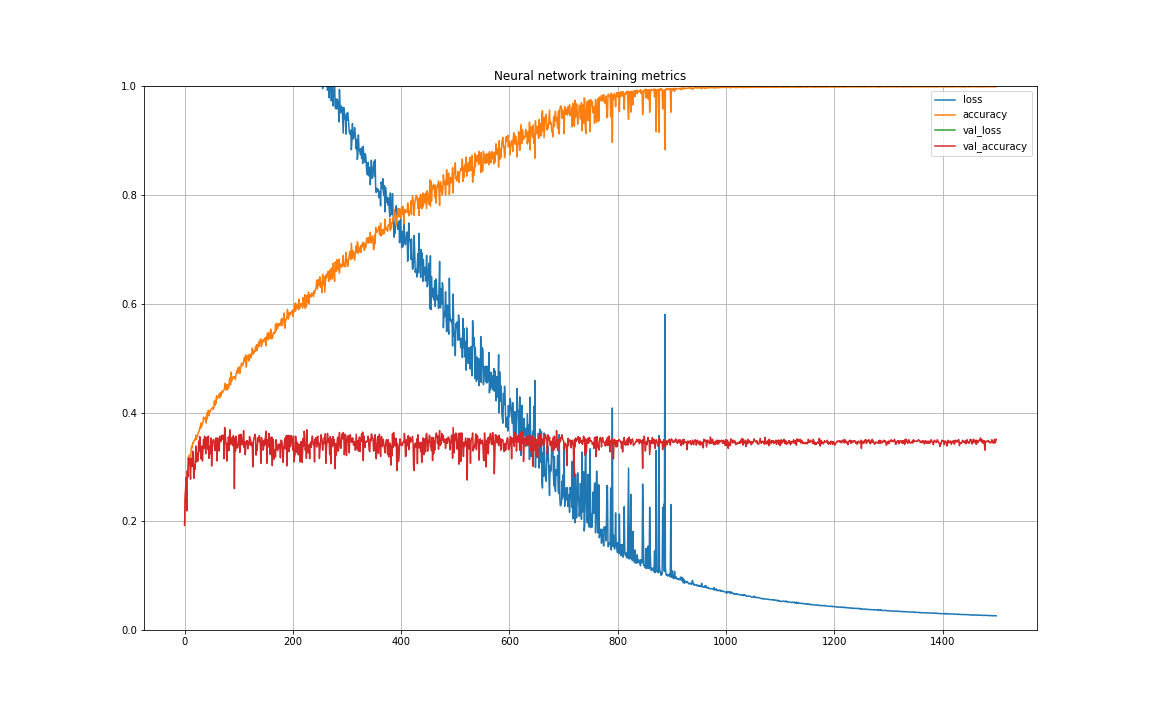 Neural network training metrics
1.0
0.8
0.6
0.4
0.2
0.0
0 200 400 600 800 1000 1200 1400
loss
accuracy
val_loss
val_accuracy